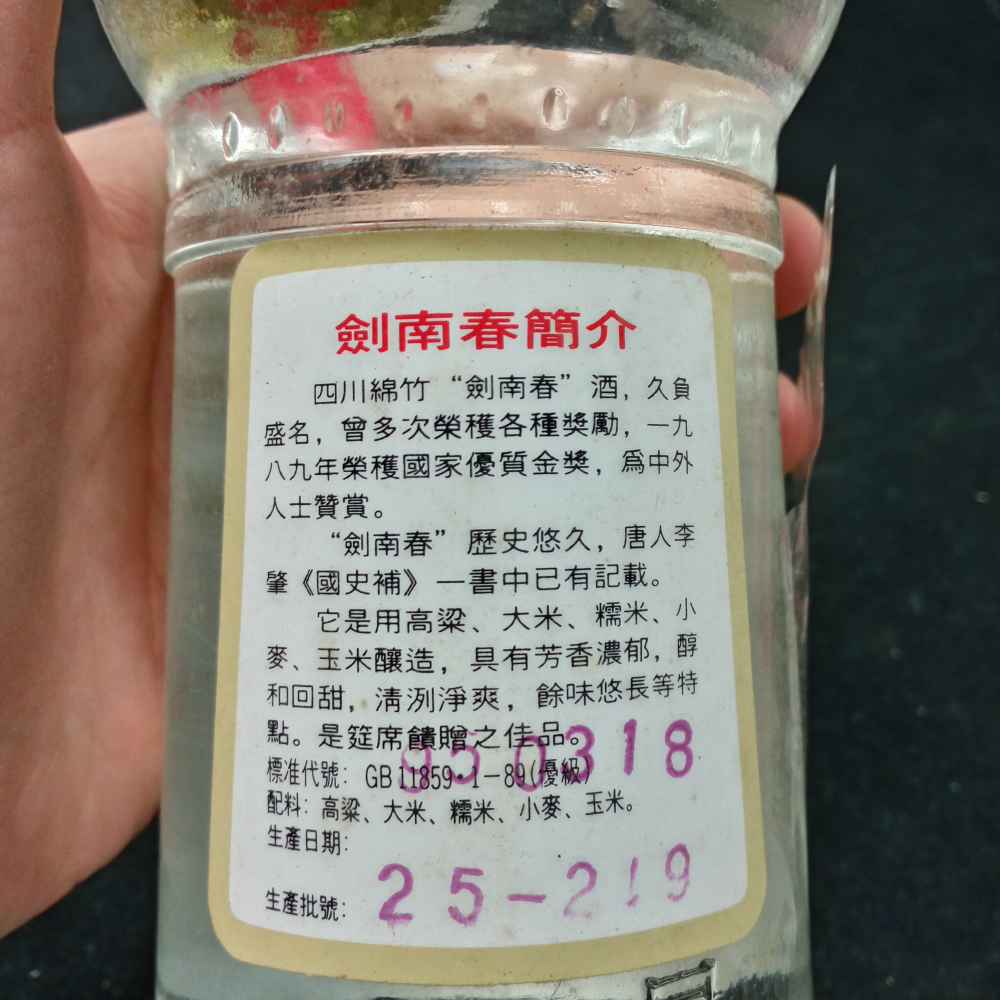 劍南春簡介
四川綿竹“劍南春”酒，久負
盛名，曾多次榮獲各種獎勵，一九
八九年榮獲國家優質金獎，爲中外
人士贊賞。
“劍南春”歷史悠久，唐人李
肇《國史補》一書中已有記載。
它是用高粱、大米、糯米、小
麥、玉米釀造，具有芳香濃郁，醇
和回甜，清洌淨爽，餘味悠長等特
點。是筵席饋贈之佳品。
950318
標准代號：GB11859·1－89(優級)
配料：高粱、大米、糯米、小麥、玉米。
生產日期：
生產批號：25-219